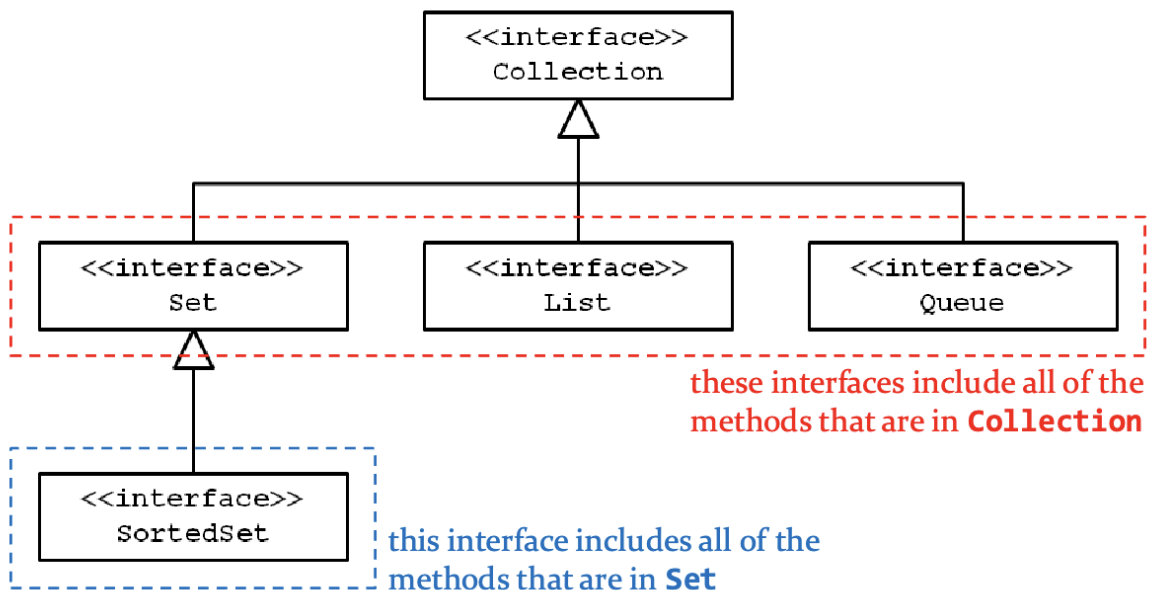 <<interface>>
Collection
<<interface>>
Set
<<interface>>
List
<<interface>>
Queue
these interfaces include all of the
methods that are in Collection
<<interface>>
SortedSet
this interface includes all of the
methods that are in Set